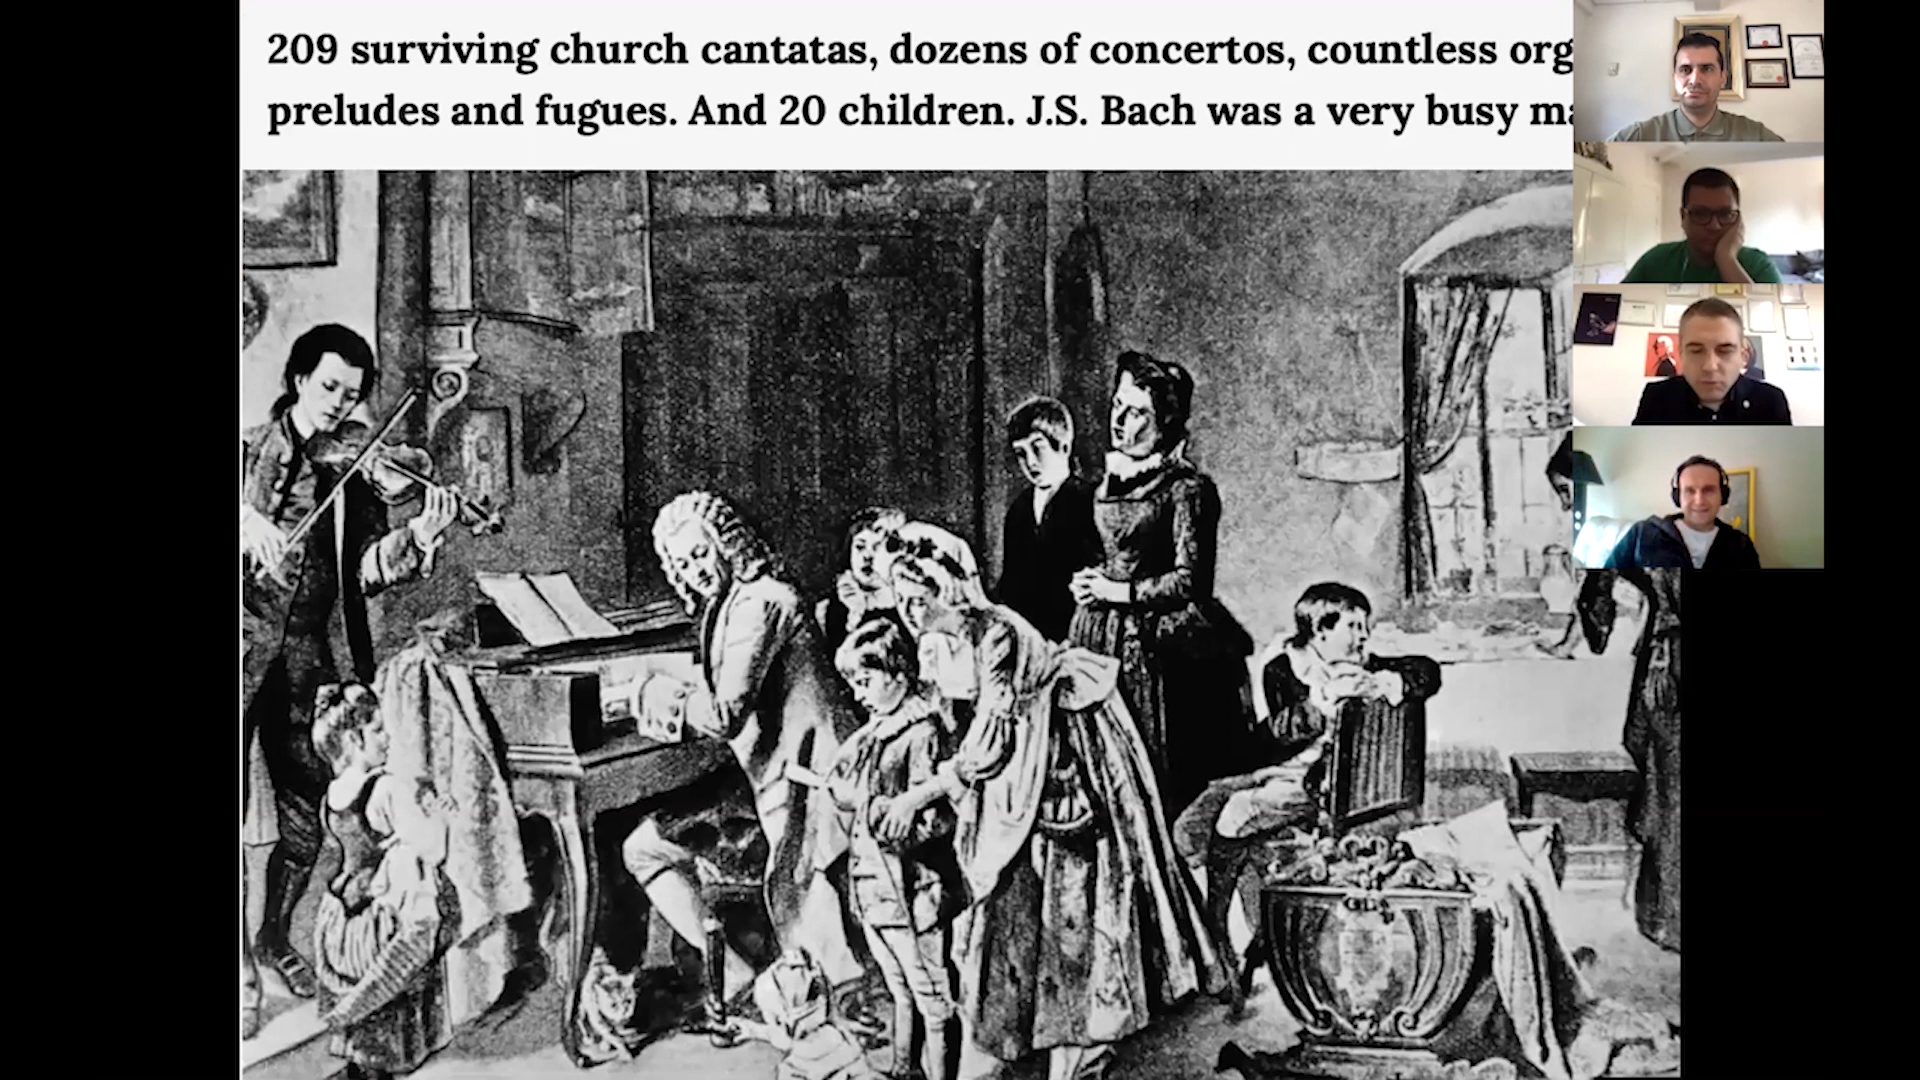 209 surviving church cantatas, dozens of concertos, countless org
preludes and fugues. And 20 children. J.S. Bach was a very busy